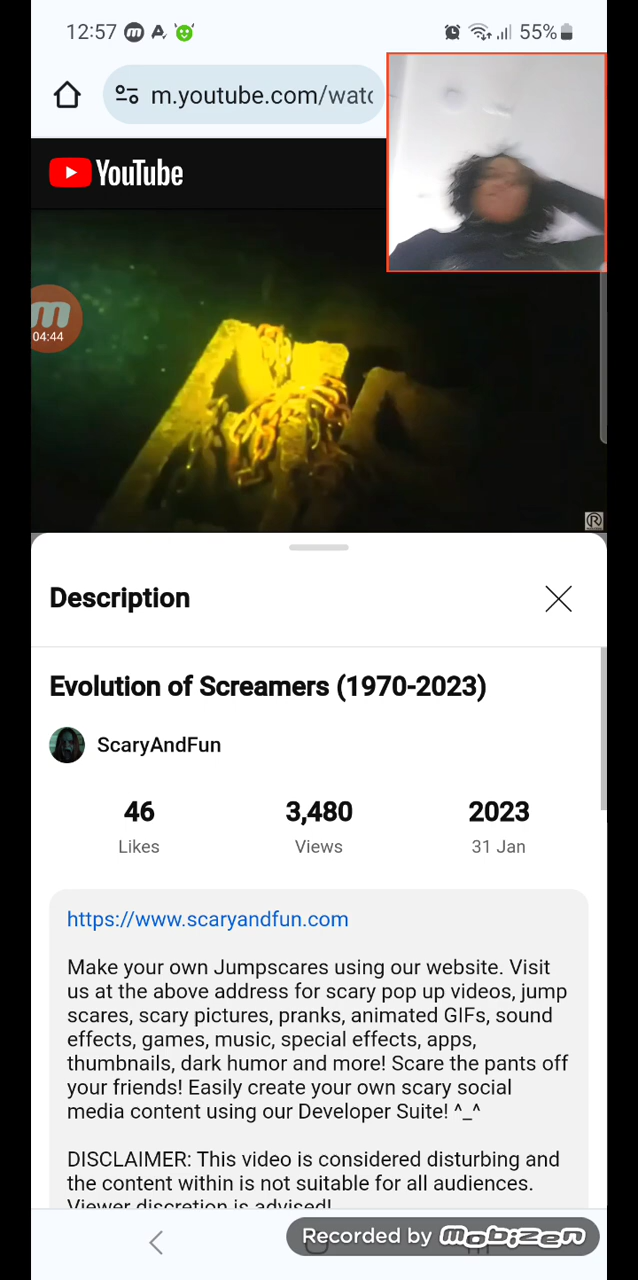 12:57
55%
m.youtube.com/watc
YouTube
04:44
Description
Evolution of Screamers (1970-2023)
ScaryAndFun
46
3,480
2023
Likes
Views
31 Jan
https://www.scaryandfun.com
Make your own Jumpscares using our website. Visit
us at the above address for scary pop up videos, jump
scares, scary pictures, pranks, animated GIFs, sound
effects, games, music, special effects, apps,
thumbnails, dark humor and more! Scare the pants off
your friends! Easily create your own scary social
media content using our Developer Suite! ^_^
DISCLAIMER: This video is considered disturbing and
the content within is not suitable for all audiences.
Viewer discretion is advised!
Recorded by mobizen